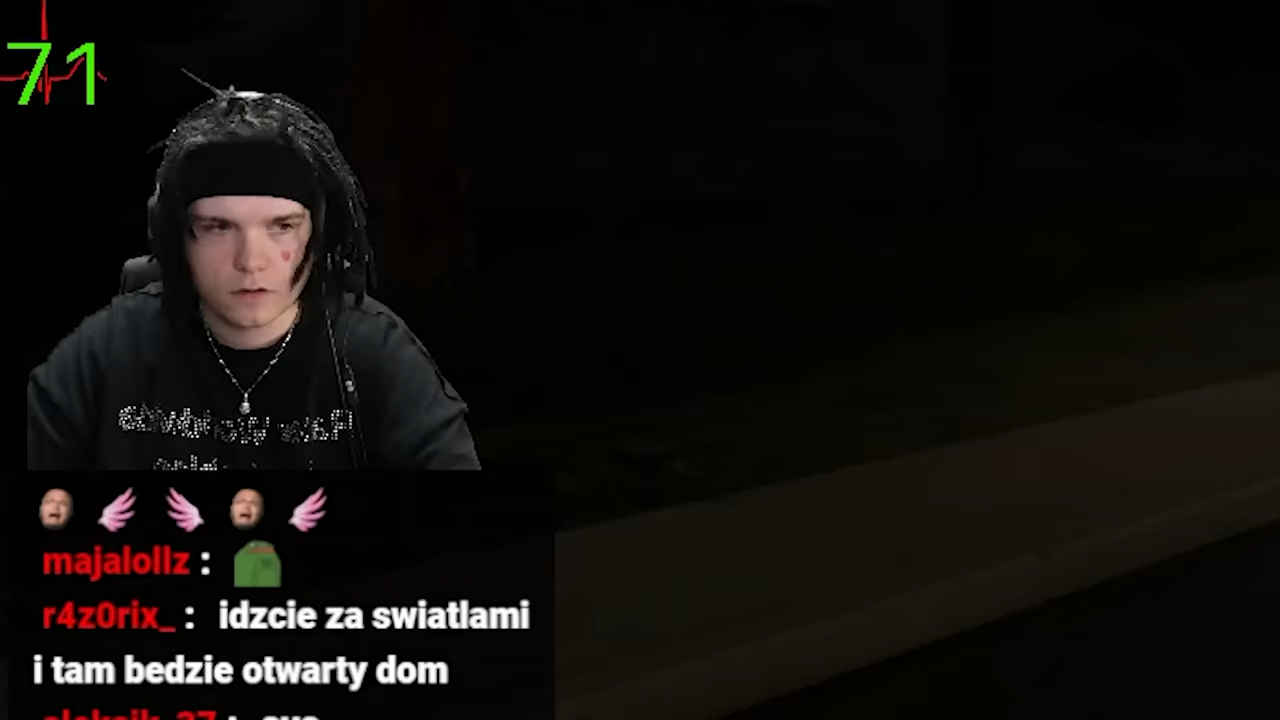 71
majalollz :
r4z0rix_ : idzcie za swiatlami
i tam bedzie otwarty dom